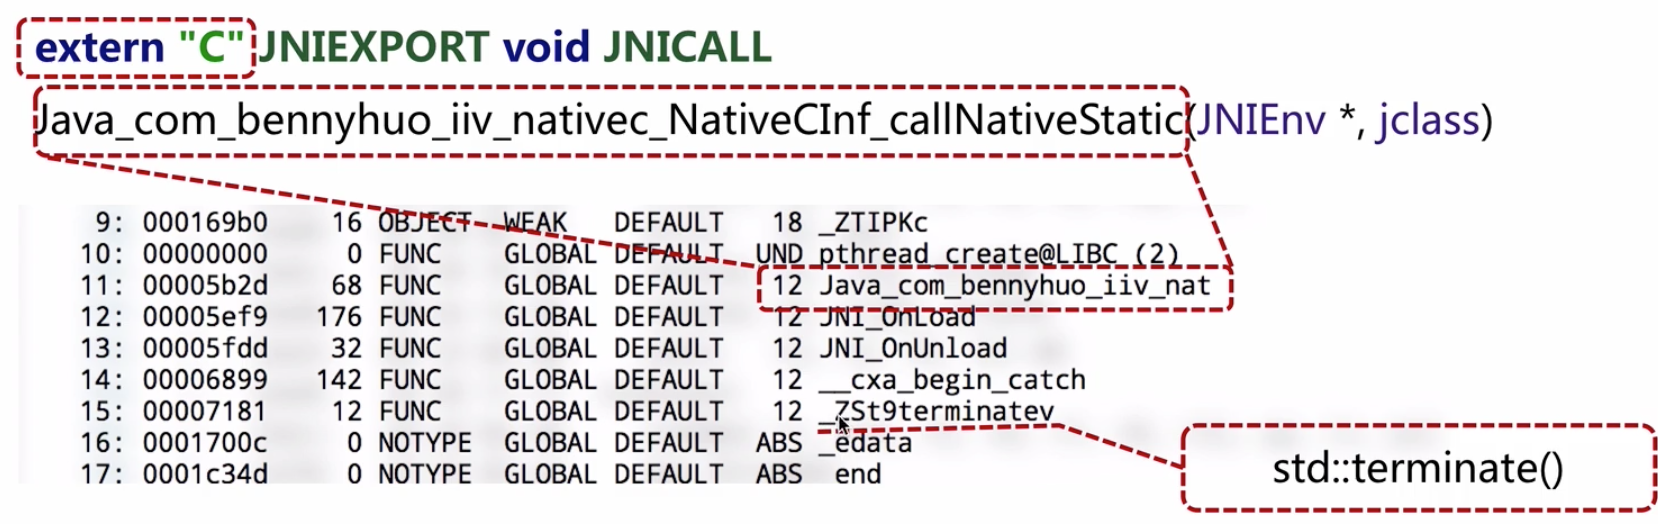 extern "C" JNIEXPORT void JNICALL
Java_com_bennyhuo_iiv_nativec_NativeCInf_callNativeStatic(JNIEnv *, jclass)
9: 000169b0 16 OBJECT WEAK DEFAULT 18 _ZTIPKc
10: 00000000 0 FUNC GLOBAL DEFAULT UND pthread_create@LIBC (2)
11: 00005b2d 68 FUNC GLOBAL DEFAULT 12 Java_com_bennyhuo_iiv_nat
12: 00005ef9 176 FUNC GLOBAL DEFAULT 12 JNI_OnLoad
13: 00005fdd 32 FUNC GLOBAL DEFAULT 12 JNI_OnUnload
14: 00006899 142 FUNC GLOBAL DEFAULT 12 __cxa_begin_catch
15: 00007181 12 FUNC GLOBAL DEFAULT 12 _ZSt9terminatev
16: 0001700c 0 NOTYPE GLOBAL DEFAULT ABS _edata
17: 0001c34d 0 NOTYPE GLOBAL DEFAULT ABS _end
std::terminate()